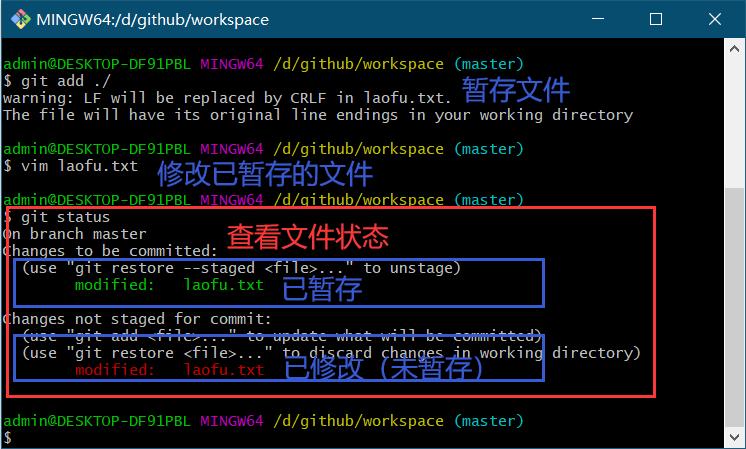 MINGW64:/d/github/workspace
admin@DESKTOP-DF91PBL MINGW64 /d/github/workspace (master)
$ git add ./
warning: LF will be replaced by CRLF in laofu.txt. 暂存文件
The file will have its original line endings in your working directory
admin@DESKTOP-DF91PBL MINGW64 /d/github/workspace (master)
$ vim laofu.txt 修改已暂存的文件
admin@DESKTOP-DF91PBL MINGW64 /d/github/workspace (master)
$ git status
On branch master 查看文件状态
Changes to be committed:
(use "git restore --staged <file>..." to unstage)
modified: laofu.txt 已暂存
Changes not staged for commit:
(use "git add <file>..." to update what will be committed)
(use "git restore <file>..." to discard changes in working directory)
modified: laofu.txt 已修改（未暂存）
admin@DESKTOP-DF91PBL MINGW64 /d/github/workspace (master)
$